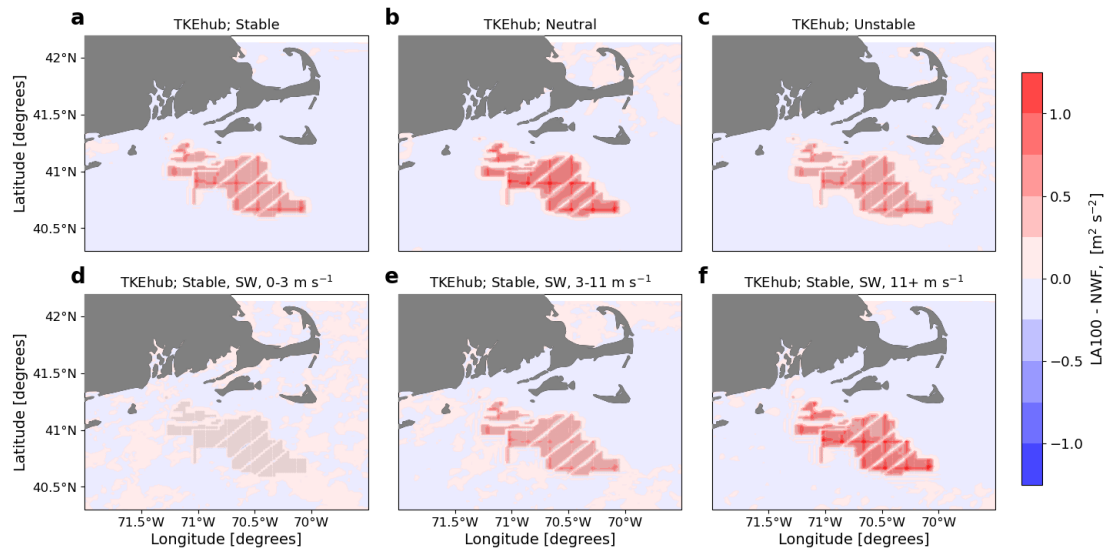 a TKEhub; Stable
b TKEhub; Neutral
c TKEhub; Unstable
42°N
41.5°N
41°N
40.5°N
Latitude [degrees]
d TKEhub; Stable, SW, 0-3 m s⁻¹
e TKEhub; Stable, SW, 3-11 m s⁻¹
f TKEhub; Stable, SW, 11+ m s⁻¹
42°N
41.5°N
41°N
40.5°N
Latitude [degrees]
71.5°W 71°W 70.5°W 70°W
71.5°W 71°W 70.5°W 70°W
71.5°W 71°W 70.5°W 70°W
Longitude [degrees]
Longitude [degrees]
Longitude [degrees]
1.0
0.5
0.0
−0.5
−1.0
LA100 - NWF, [m² s⁻²]